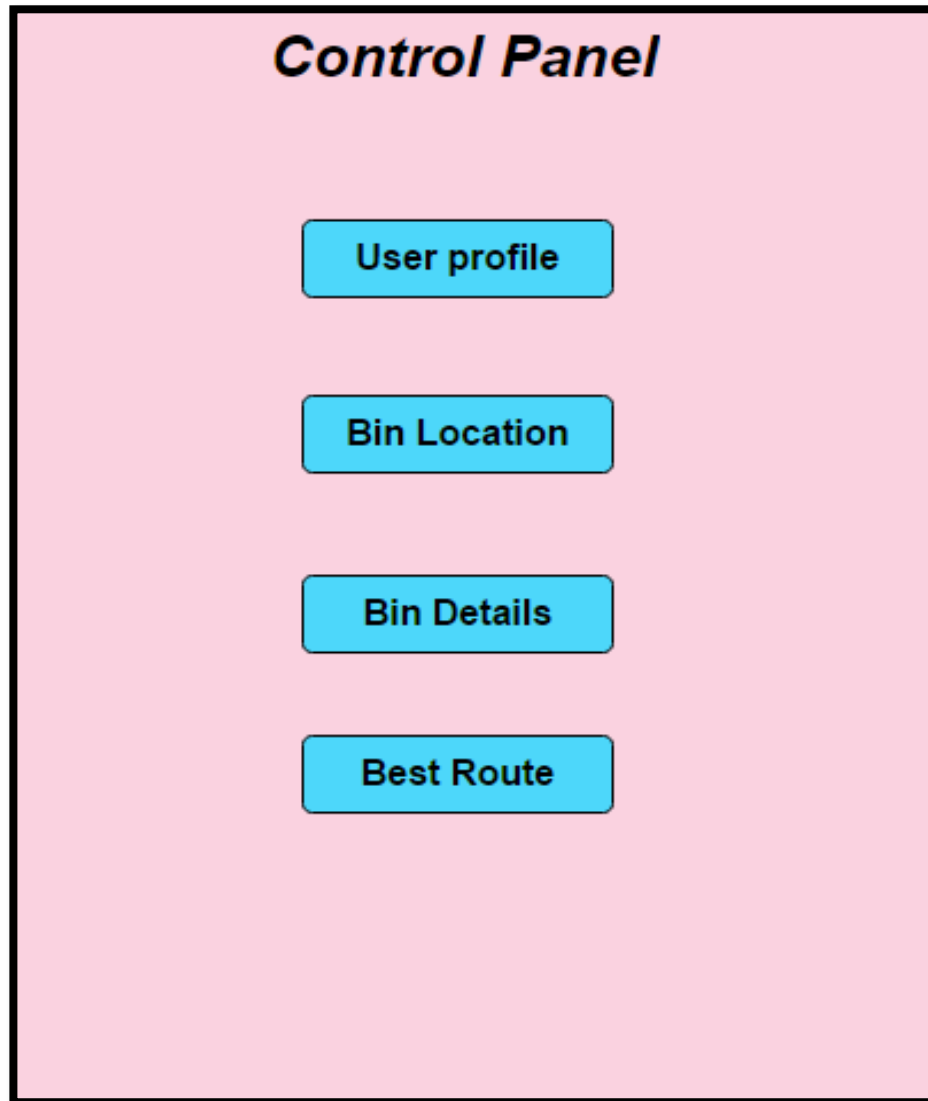 Control Panel
User profile
Bin Location
Bin Details
Best Route